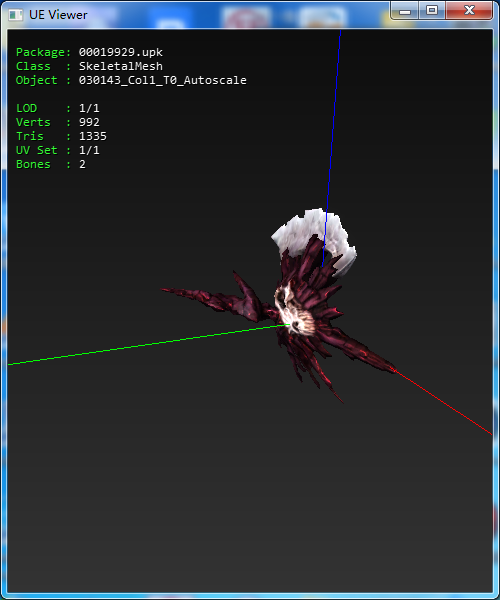 UE Viewer
Package: 00019929.upk
Class : SkeletalMesh
Object : 030143_Col1_T0_Autoscale
LOD : 1/1
Verts : 992
Tris : 1335
UV Set : 1/1
Bones : 2